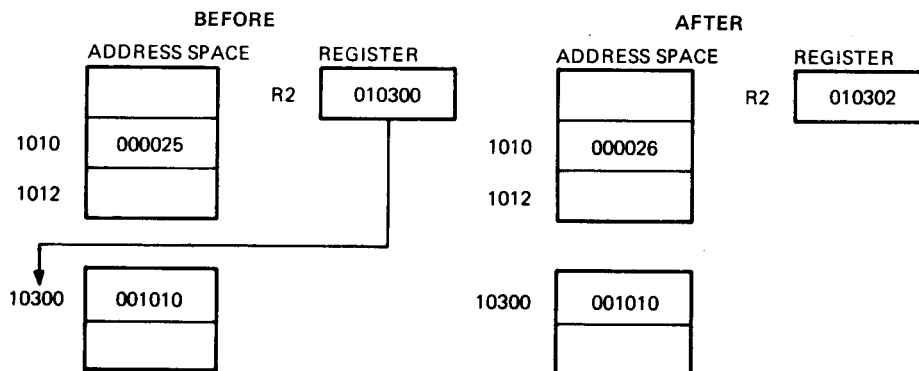 BEFORE AFTER
ADDRESS SPACE REGISTER ADDRESS SPACE REGISTER
R2 010300 R2 010302
1010 000025 1010 000026
1012 1012
10300 001010 10300 001010